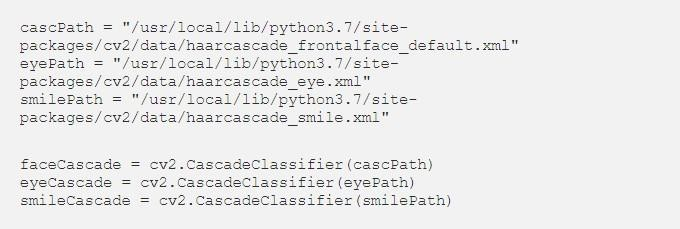 cascPath = "/usr/local/lib/python3.7/site-
packages/cv2/data/haarcascade_frontalface_default.xml"
eyePath = "/usr/local/lib/python3.7/site-
packages/cv2/data/haarcascade_eye.xml"
smilePath = "/usr/local/lib/python3.7/site-
packages/cv2/data/haarcascade_smile.xml"
faceCascade = cv2.CascadeClassifier(cascPath)
eyeCascade = cv2.CascadeClassifier(eyePath)
smileCascade = cv2.CascadeClassifier(smilePath)